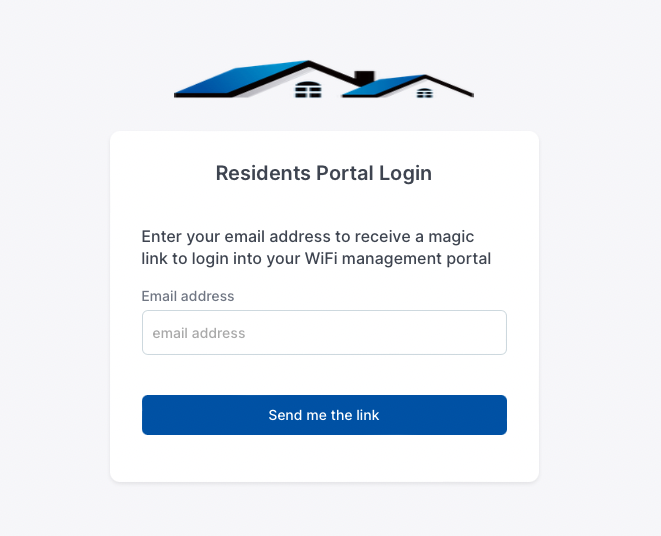 Residents Portal Login
Enter your email address to receive a magic
link to login into your WiFi management portal
Email address
email address
Send me the link